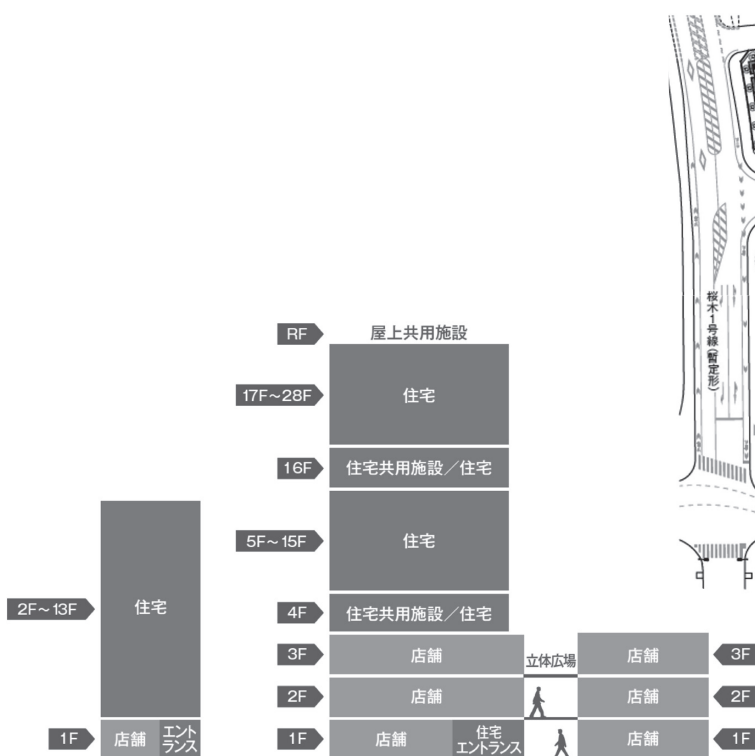 桜木1号線(暫定形)
RF
屋上共用施設
17F~28F
住宅
16F
住宅共用施設／住宅
5F~15F
住宅
2F~13F
住宅
4F
住宅共用施設／住宅
3F
店舗
立体広場
店舗
3F
2F
店舗
店舗
2F
1F
店舗
エント
ランス
1F
店舗
住宅
エントランス
店舗
1F